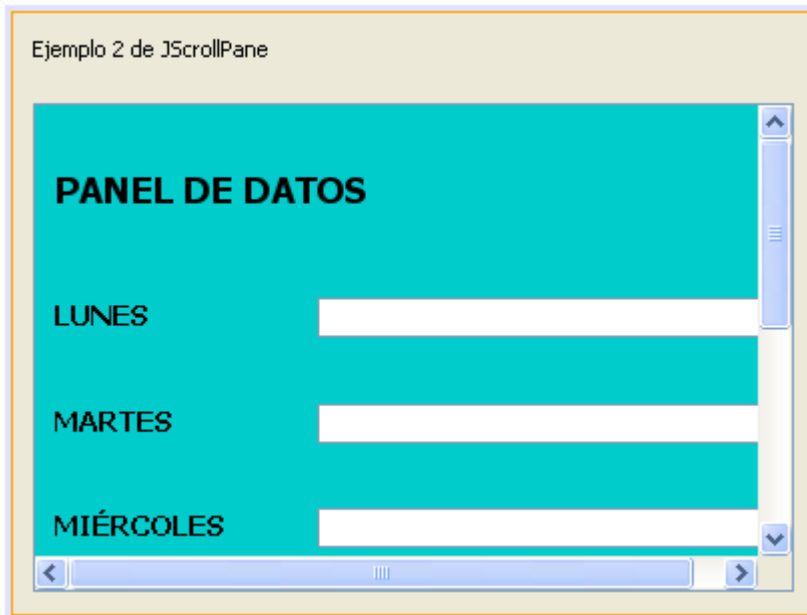 Ejemplo 2 de JScrollPane
PANEL DE DATOS
LUNES
MARTES
MIÉRCOLES